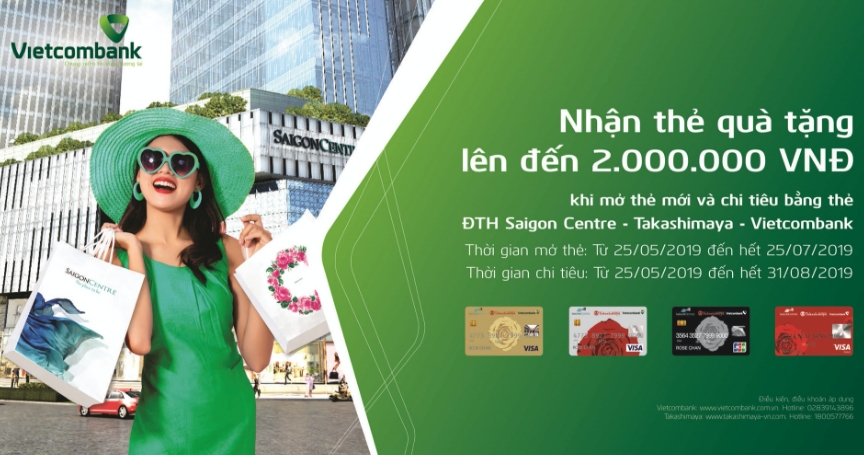 Vietcombank
SAIGON CENTRE
SAIGON CENTRE
Nhận thẻ quà tặng
lên đến 2.000.000 VNĐ
khi mở thẻ mới và chi tiêu bằng thẻ
ĐTH Saigon Centre - Takashimaya - Vietcombank
Thời gian mở thẻ: Từ 25/05/2019 đến hết 25/07/2019
Thời gian chi tiêu: Từ 25/05/2019 đến hết 31/08/2019
Vietcombank
VISA
Vietcombank
VISA
ROSE CHAN
JCB
VISA
Điều kiện, điều khoản áp dụng
Vietcombank: www.vietcombank.com.vn. Hotline: 02839143896
Takashimaya: www.takashimaya-vn.com. Hotline: 1800577766